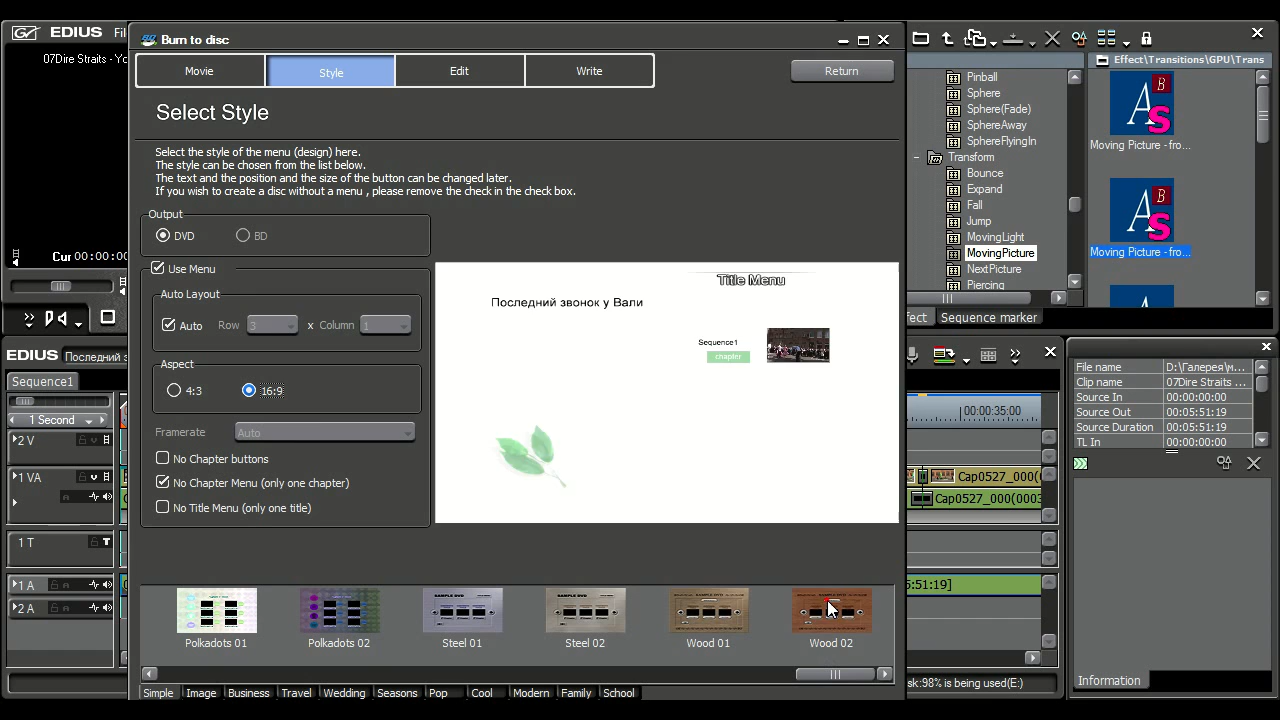 EDIUS Fil
07Dire Straits - Yo
Cur 00:00:00
EDIUS Последний з
Sequence1
1 Second
2 V
1 VA
1 T
1 A
2 A
Burn to disc
Movie
Style
Edit
Write
Return
Select Style
Select the style of the menu (design) here.
The style can be chosen from the list below.
The text and the position and the size of the button can be changed later.
If you wish to create a disc without a menu , please remove the check in the check box.
Output
DVD
BD
Use Menu
Auto Layout
Auto Row 3 x Column 1
Aspect
4:3
16:9
Framerate Auto
No Chapter buttons
No Chapter Menu (only one chapter)
No Title Menu (only one title)
Title Menu
Последний звонок у Вали
Sequence1
chapter
Polkadots 01
Polkadots 02
Steel 01
Steel 02
Wood 01
Wood 02
Simple
Image
Business
Travel
Wedding
Seasons
Pop
Cool
Modern
Family
School
Effect\Transitions\GPU\Trans
Pinball
Sphere
Sphere(Fade)
SphereAway
SphereFlyingIn
Transform
Bounce
Expand
Fall
Jump
MovingLight
MovingPicture
NextPicture
Piercing
A B S
Moving Picture - fro...
A B S
Moving Picture - fro...
fect
Sequence marker
00:00:35:00
Cap0527_000(0
Cap0527_000(0003
5:51:19]
sk:98% is being used(E:)
File name D:\Галерея\м...
Clip name 07Dire Straits ...
Source In 00:00:00:00
Source Out 00:05:51:19
Source Duration 00:05:51:19
TL In 00:00:00:00
Information